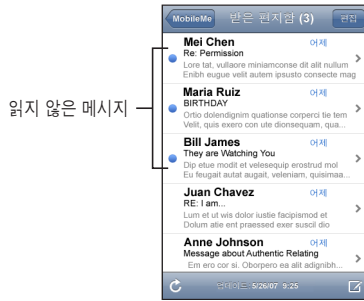 MobileMe 받은 편지함 (3) 편집
Mei Chen 어제
Re: Permission
Lore tat, vullaore miniamconse dit alit nullum
Enibh eugue velit autem ipsusto consecte mag
Maria Ruiz 어제
BIRTHDAY
Ortio dolendignim quationse corperci tie tem
Velit, quis exero con ute dionsequam, qua...
읽지 않은 메시지
Bill James 어제
They are Watching You
Dip etue modit et velesequip erostrud mol
Eu feugait autat augait, veleniam, quisimaa...
Juan Chavez 어제
RE: I am...
Lum et ut wis dolor iustie facipismod et
Dolum atie ent praessed exer suscil dio
Anne Johnson 어제
Message about Authentic Relating
Em ero cor si. Oborpero ea alit adignibh...
업데이트: 5/26/07 9:25